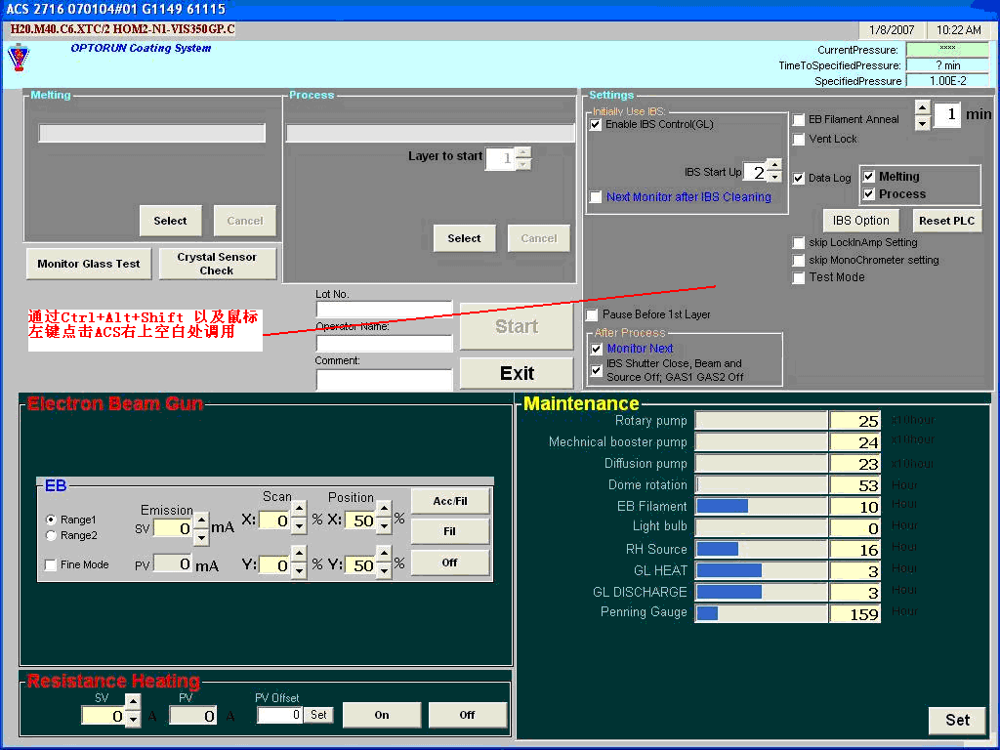 ACS 2716 070104#01 G1149 61115
H20.M40.C6.XTC/2 HOM2-N1-VIS350GP.C
1/8/2007 10:22 AM
OPTORUN Coating System
CurrentPressure: ****
TimeToSpecifiedPressure: ? min
SpecifiedPressure 1.00E-2
Melting
Select Cancel
Process
Layer to start 1
Select Cancel
Monitor Glass Test
Crystal Sensor
Check
Settings
Initially Use IBS:
Enable IBS Control(GL)
IBS Start Up 2
Next Monitor after IBS Cleaning
EB Filament Anneal 1 min
Vent Lock
Data Log
Melting
Process
IBS Option Reset PLC
skip LockInAmp Setting
skip MonoChrometer setting
Test Mode
Pause Before 1st Layer
After Process
Monitor Next
IBS Shutter Close, Beam and
Source Off; GAS1 GAS2 Off
通过Ctrl+Alt+Shift 以及鼠标
左键点击ACS右上空白处调用
Lot No.
Operator Name:
Comment:
Start
Exit
Electron Beam Gun
EB
Range1
Range2
Fine Mode
Emission
SV 0 mA
PV 0 mA
Scan Position
X: 0 % X: 50 %
Y: 0 % Y: 50 %
Acc/Fil
Fil
Off
Resistance Heating
SV PV PV Offset
0 A 0 A 0 Set On Off
Maintenance
Rotary pump 25 x10hour
Mechnical booster pump 24 x10hour
Diffusion pump 23 x10hour
Dome rotation 53 Hour
EB Filament 10 Hour
Light bulb 0 Hour
RH Source 16 Hour
GL HEAT 3 Hour
GL DISCHARGE 3 Hour
Penning Gauge 159 Hour
Set